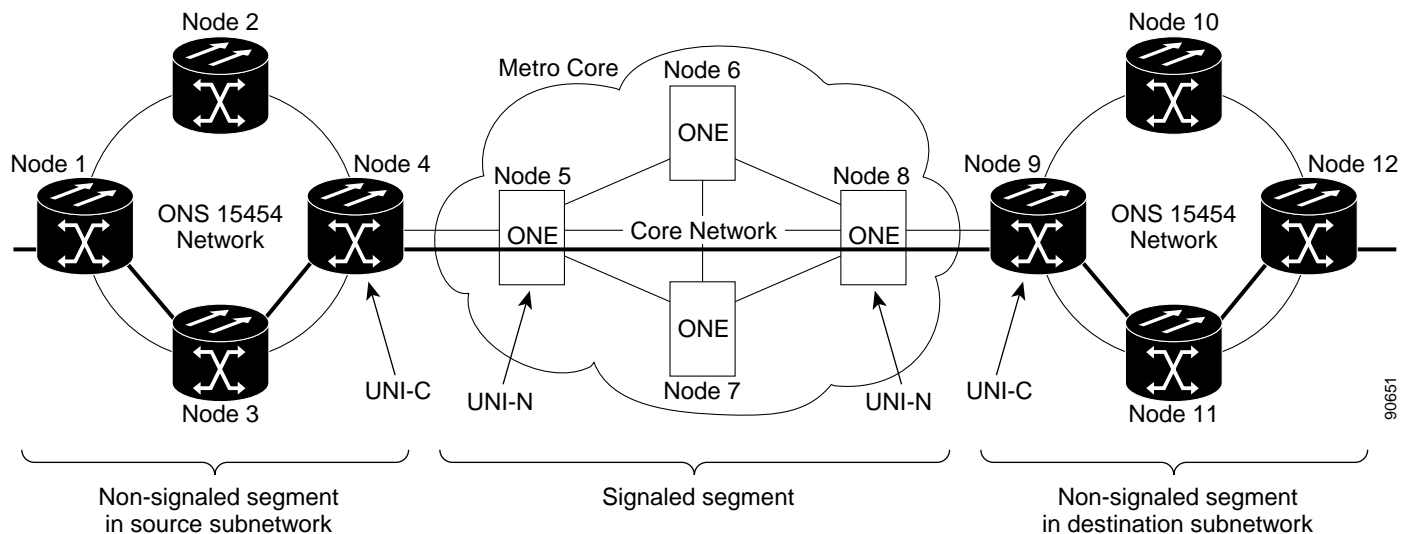 Node 2
Node 10
Metro Core
Node 6
ONE
Node 1
Node 4
Node 5
Node 8
Node 9
Node 12
ONS 15454
Network
ONE
Core Network
ONE
ONS 15454
Network
ONE
Node 3
UNI-C
UNI-N
Node 7
UNI-N
UNI-C
Node 11
90651
Non-signaled segment
in source subnetwork
Signaled segment
Non-signaled segment
in destination subnetwork